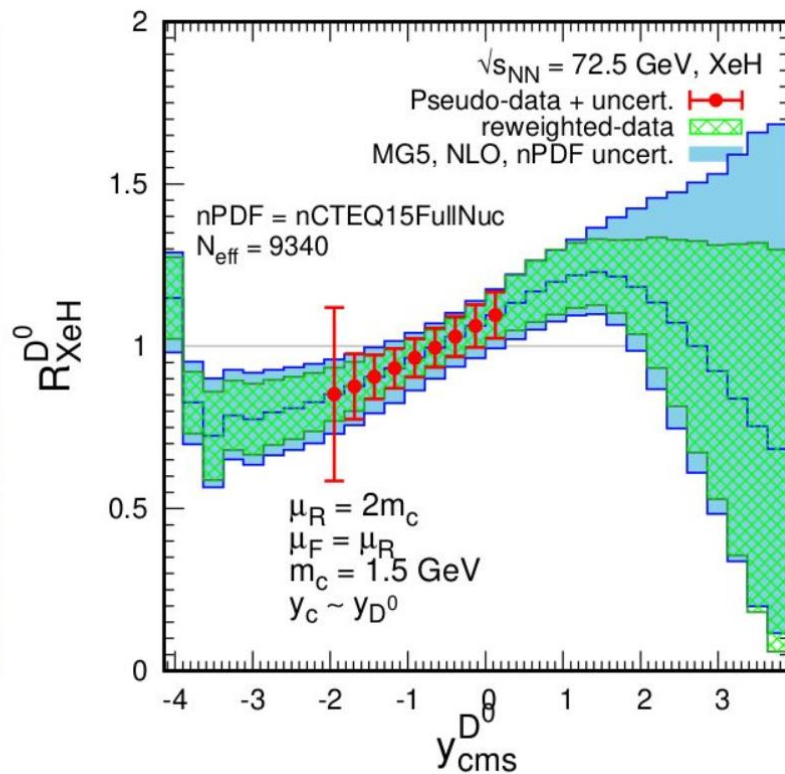 √s_NN = 72.5 GeV, XeH
Pseudo-data + uncert.
reweighted-data
MG5, NLO, nPDF uncert.
nPDF = nCTEQ15FullNuc
N_eff = 9340
μ_R = 2m_c
μ_F = μ_R
m_c = 1.5 GeV
y_c ~ y_D⁰
R^D⁰_XeH
2
1.5
1
0.5
0
-4 -3 -2 -1 0 1 2 3
y^D⁰_cms